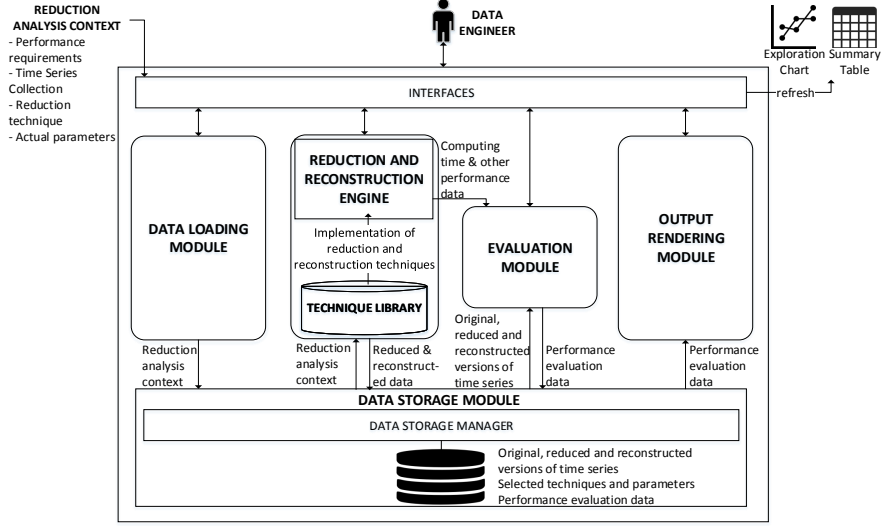 REDUCTION
ANALYSIS CONTEXT
- Performance
requirements
- Time Series
Collection
- Reduction
technique
- Actual parameters
DATA
ENGINEER
Exploration
Chart
Summary
Table
refresh
INTERFACES
DATA LOADING
MODULE
REDUCTION AND
RECONSTRUCTION
ENGINE
Implementation of
reduction and
reconstruction techniques
TECHNIQUE LIBRARY
Computing
time & other
performance
data
EVALUATION
MODULE
OUTPUT
RENDERING
MODULE
Reduction
analysis
context
Reduction
analysis
context
Reduced &
reconstruct-
ed data
Original,
reduced and
reconstructed
versions of
time series
Performance
evaluation
data
Performance
evaluation
data
DATA STORAGE MODULE
DATA STORAGE MANAGER
Original, reduced and reconstructed
versions of time series
Selected techniques and parameters
Performance evaluation data